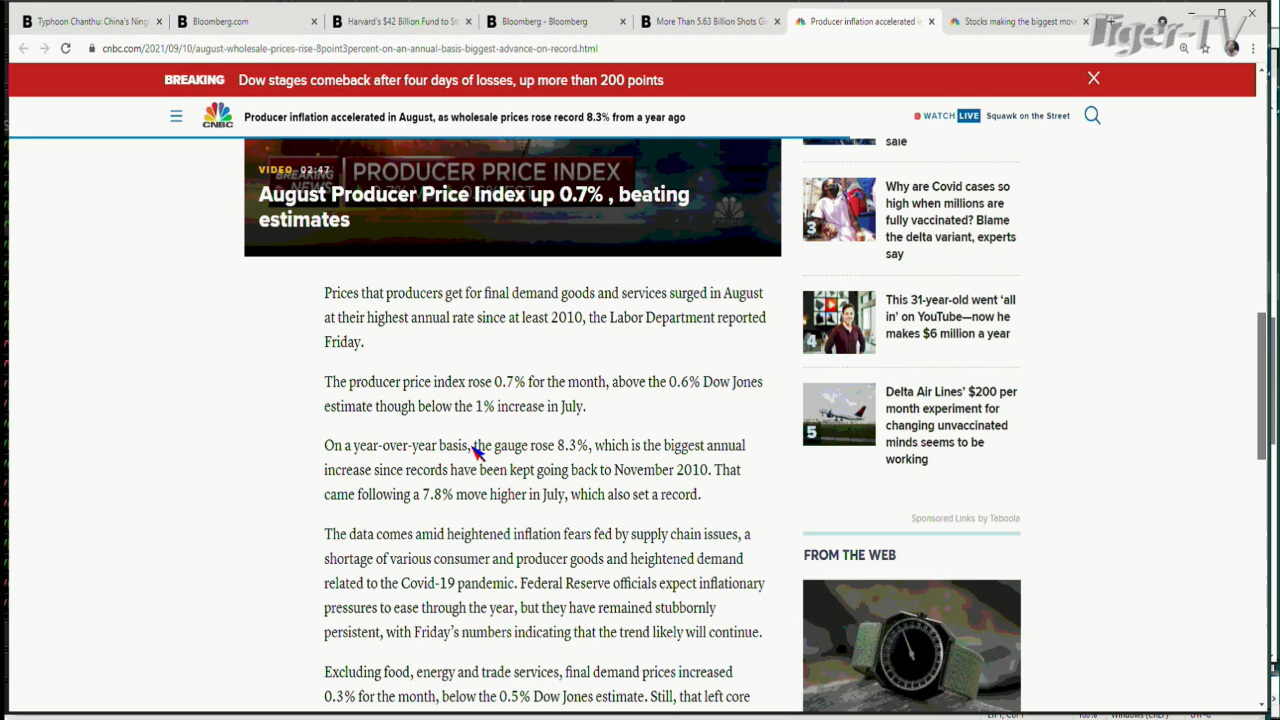 Typhoon Chanthu: China's Ning
Bloomberg.com
Harvard's $42 Billion Fund to St
Bloomberg - Bloomberg
More Than 5.63 Billion Shots G
Producer inflation accelerated i
Stocks making the biggest mov
Tiger-TV
cnbc.com/2021/09/10/august-wholesale-prices-rise-8point3percent-on-an-annual-basis-biggest-advance-on-record.html
BREAKING Dow stages comeback after four days of losses, up more than 200 points
CNBC
Producer inflation accelerated in August, as wholesale prices rose record 8.3% from a year ago
WATCH LIVE Squawk on the Street
BREAKING NEWS
PRODUCER PRICE INDEX
VIDEO 02:47
August Producer Price Index up 0.7% , beating
estimates
Prices that producers get for final demand goods and services surged in August
at their highest annual rate since at least 2010, the Labor Department reported
Friday.
The producer price index rose 0.7% for the month, above the 0.6% Dow Jones
estimate though below the 1% increase in July.
On a year-over-year basis, the gauge rose 8.3%, which is the biggest annual
increase since records have been kept going back to November 2010. That
came following a 7.8% move higher in July, which also set a record.
The data comes amid heightened inflation fears fed by supply chain issues, a
shortage of various consumer and producer goods and heightened demand
related to the Covid-19 pandemic. Federal Reserve officials expect inflationary
pressures to ease through the year, but they have remained stubbornly
persistent, with Friday's numbers indicating that the trend likely will continue.
Excluding food, energy and trade services, final demand prices increased
0.3% for the month, below the 0.5% Dow Jones estimate. Still, that left core
sale
3
Why are Covid cases so
high when millions are
fully vaccinated? Blame
the delta variant, experts
say
4
This 31-year-old went 'all
in' on YouTube—now he
makes $6 million a year
5
Delta Air Lines' $200 per
month experiment for
changing unvaccinated
minds seems to be
working
Sponsored Links by Taboola
FROM THE WEB